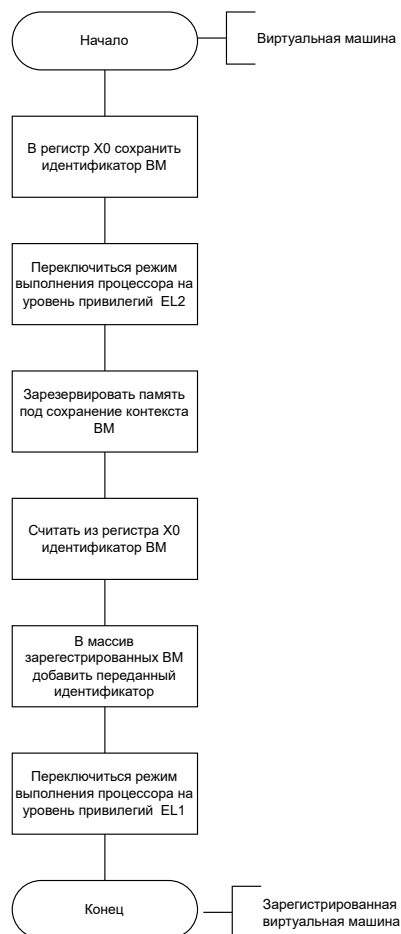 Начало
Виртуальная машина
В регистр X0 сохранить
идентификатор ВМ
Переключиться режим
выполнения процессора на
уровень привилегий EL2
Зарезервировать память
под сохранение контекста
ВМ
Считать из регистра X0
идентификатор ВМ
В массив
зарегестрированных ВМ
добавить переданный
идентификатор
Переключиться режим
выполнения процессора на
уровень привилегий EL1
Конец
Зарегистрированная
виртуальная машина